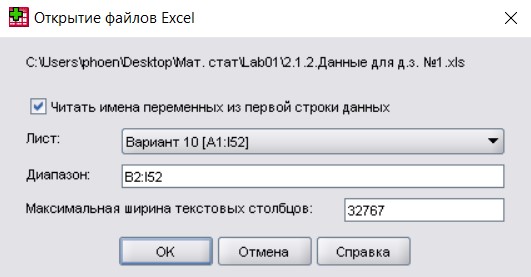 Открытие файлов Excel
C:\Users\phoen\Desktop\Мат. стат\Lab01\2.1.2.Данные для д.з. №1.xls
Читать имена переменных из первой строки данных
Лист: Вариант 10 [A1:I52]
Диапазон: B2:I52
Максимальная ширина текстовых столбцов: 32767
OK Отмена Справка